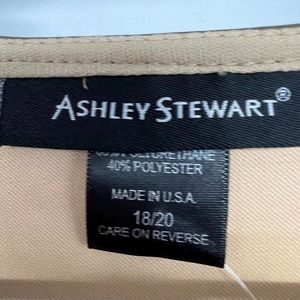 ASHLEY STEWART®
POLYURETHANE
40% POLYESTER
MADE IN U.S.A.
18/20
CARE ON REVERSE